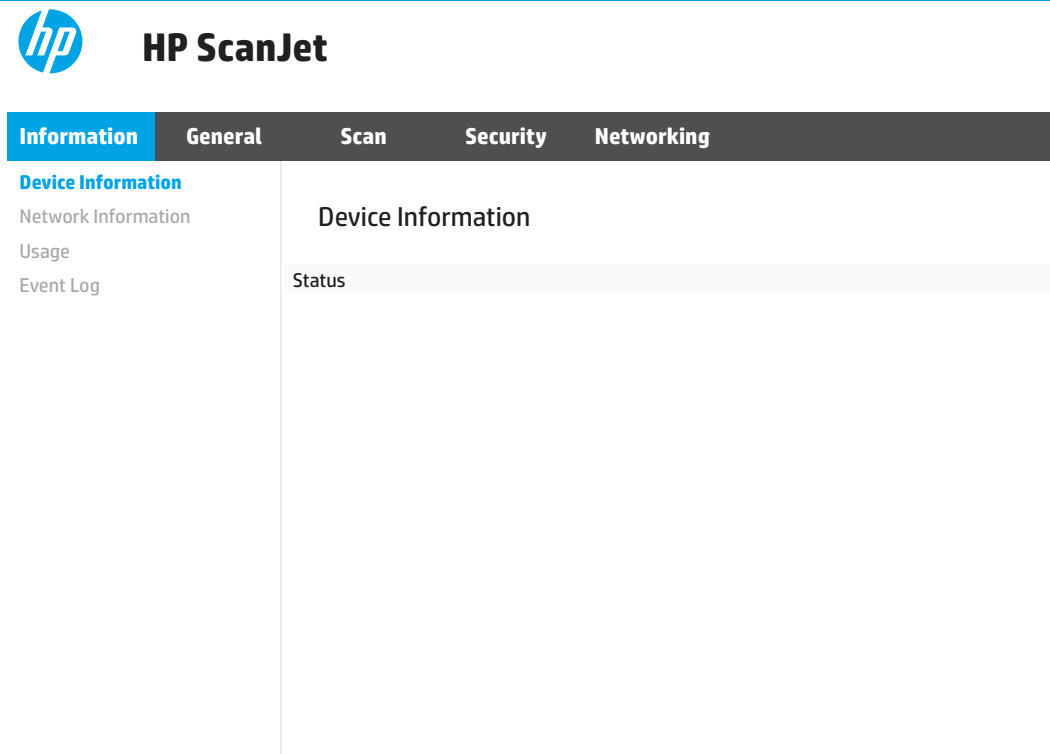 hp
HP ScanJet
Information General Scan Security Networking
Device Information
Network Information
Usage
Event Log
Device Information
Status